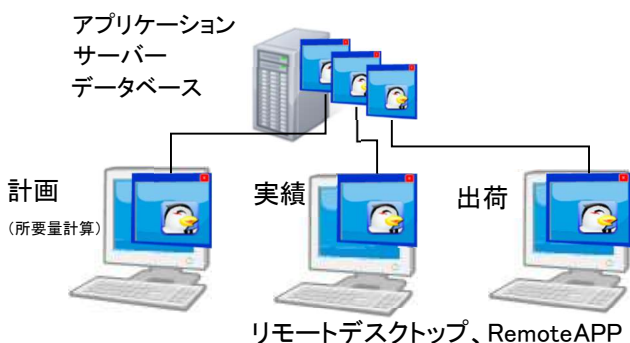 アプリケーション
サーバー
データベース
計画
(所要量計算)
実績
出荷
リモートデスクトップ、RemoteAPP